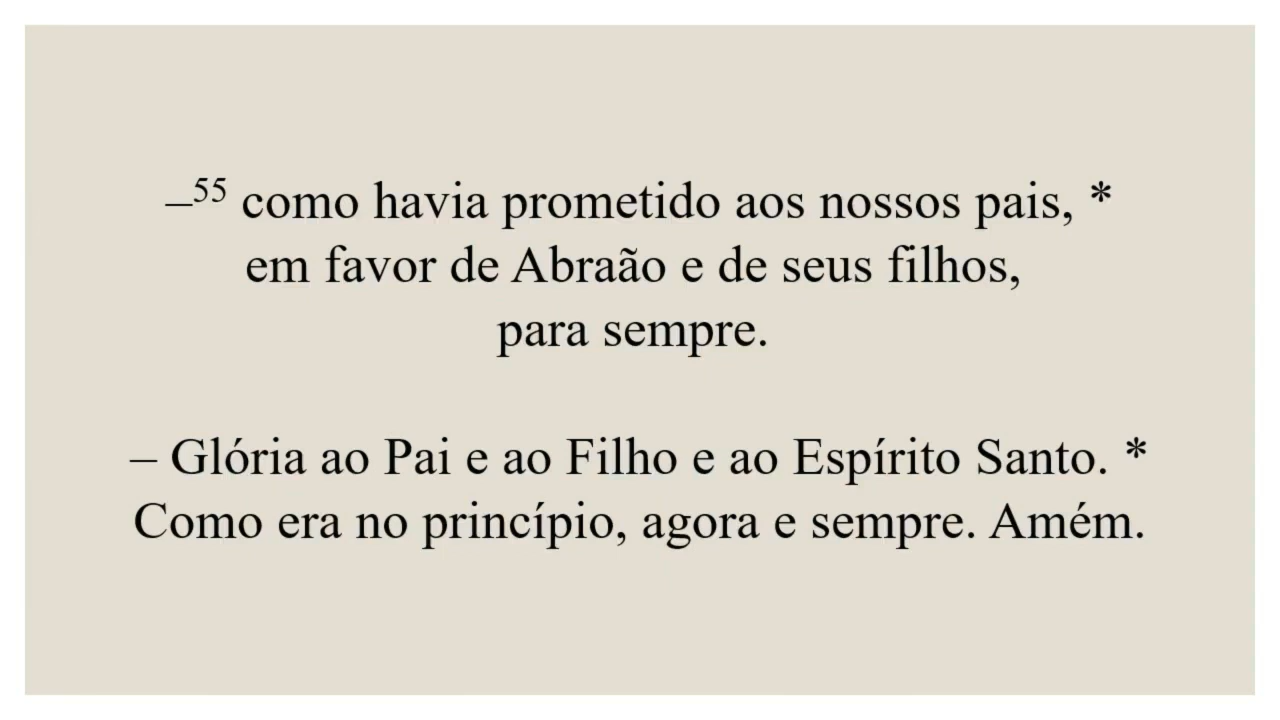 –⁵⁵ como havia prometido aos nossos pais, *
em favor de Abraão e de seus filhos,
para sempre.
– Glória ao Pai e ao Filho e ao Espírito Santo. *
Como era no princípio, agora e sempre. Amém.